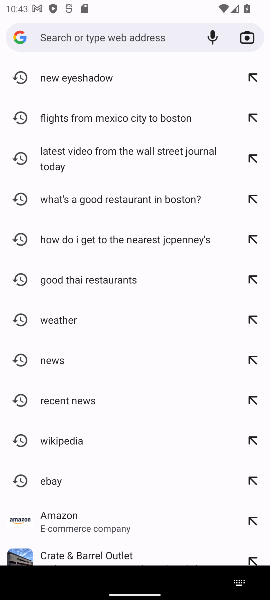 10:43
Search or type web address
new eyeshadow
flights from mexico city to boston
latest video from the wall street journal
today
what's a good restaurant in boston?
how do i get to the nearest jcpenney's
good thai restaurants
weather
news
recent news
wikipedia
ebay
amazon
Amazon
E-commerce company
Crate & Barrel Outlet